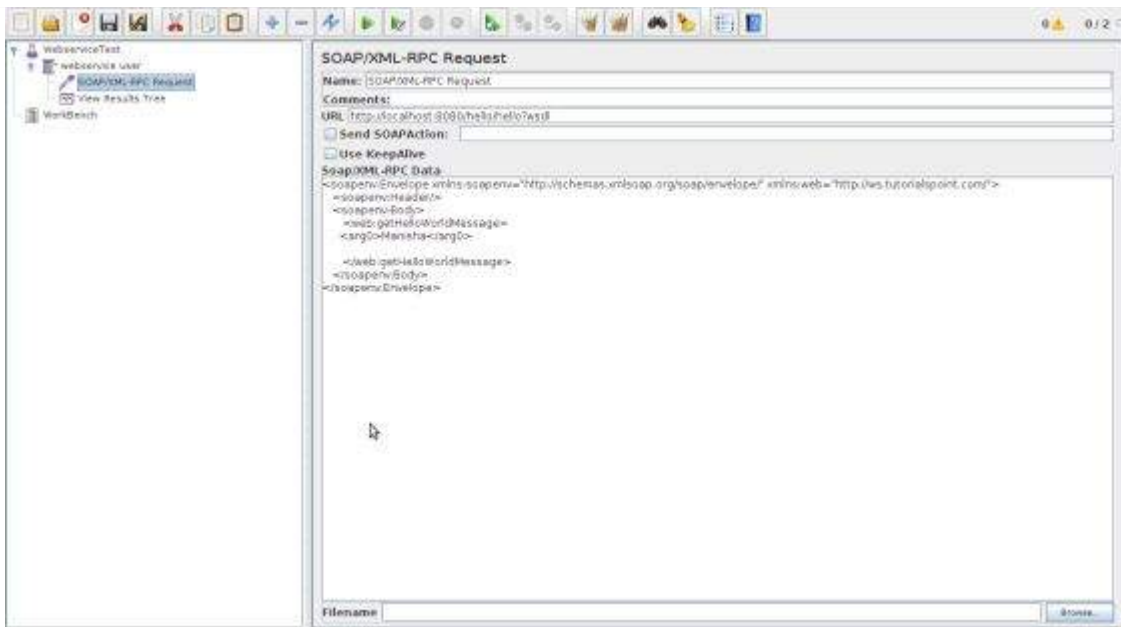 0 0 / 2
WebserviceTest
webservice user
SOAP/XML-RPC Request
View Results Tree
WorkBench
SOAP/XML-RPC Request
Name: SOAP/XML-RPC Request
Comments:
URL http://localhost:8080/hello/hello?wsdl
Send SOAPAction:
Use KeepAlive
Soap/XML-RPC Data
<soapenv:Envelope xmlns:soapenv="http://schemas.xmlsoap.org/soap/envelope/" xmlns:web="http://ws.tutorialspoint.com/">
<soapenv:Header/>
<soapenv:Body>
<web:getHelloWorldMessage>
<arg0>Manisha</arg0>
</web:getHelloWorldMessage>
</soapenv:Body>
</soapenv:Envelope>
Filename Browse...